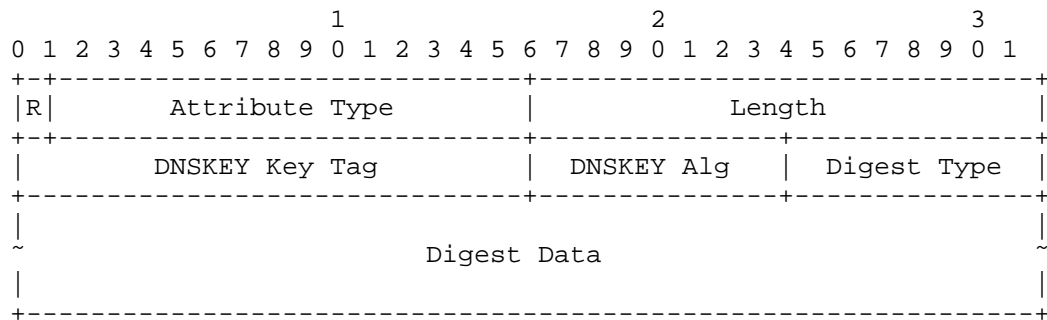 1                   2                   3
0 1 2 3 4 5 6 7 8 9 0 1 2 3 4 5 6 7 8 9 0 1 2 3 4 5 6 7 8 9 0 1
+-+-----------------------------+-------------------------------+
|R|       Attribute Type        |             Length            |
+-+-----------------------------+---------------+---------------+
|        DNSKEY Key Tag         |  DNSKEY Alg   |  Digest Type  |
+-------------------------------+---------------+---------------+
|                                                               |
~                         Digest Data                           ~
|                                                               |
+---------------------------------------------------------------+